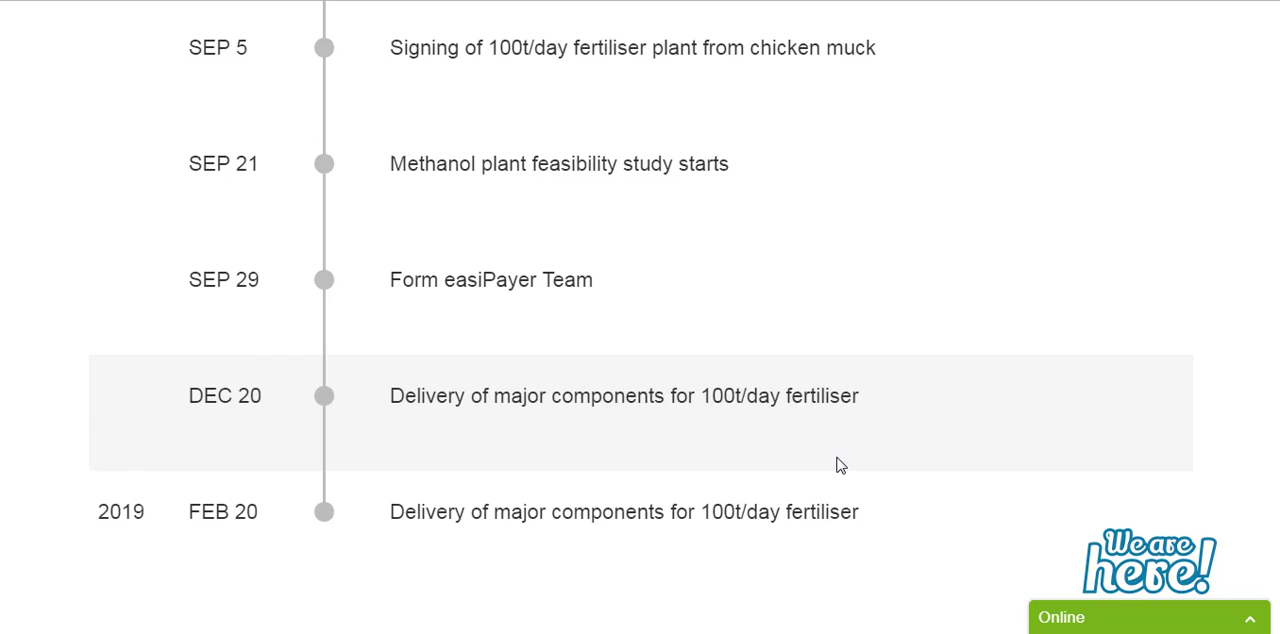 SEP 5 Signing of 100t/day fertiliser plant from chicken muck
SEP 21 Methanol plant feasibility study starts
SEP 29 Form easiPayer Team
DEC 20 Delivery of major components for 100t/day fertiliser
2019 FEB 20 Delivery of major components for 100t/day fertiliser
We are
here!
Online